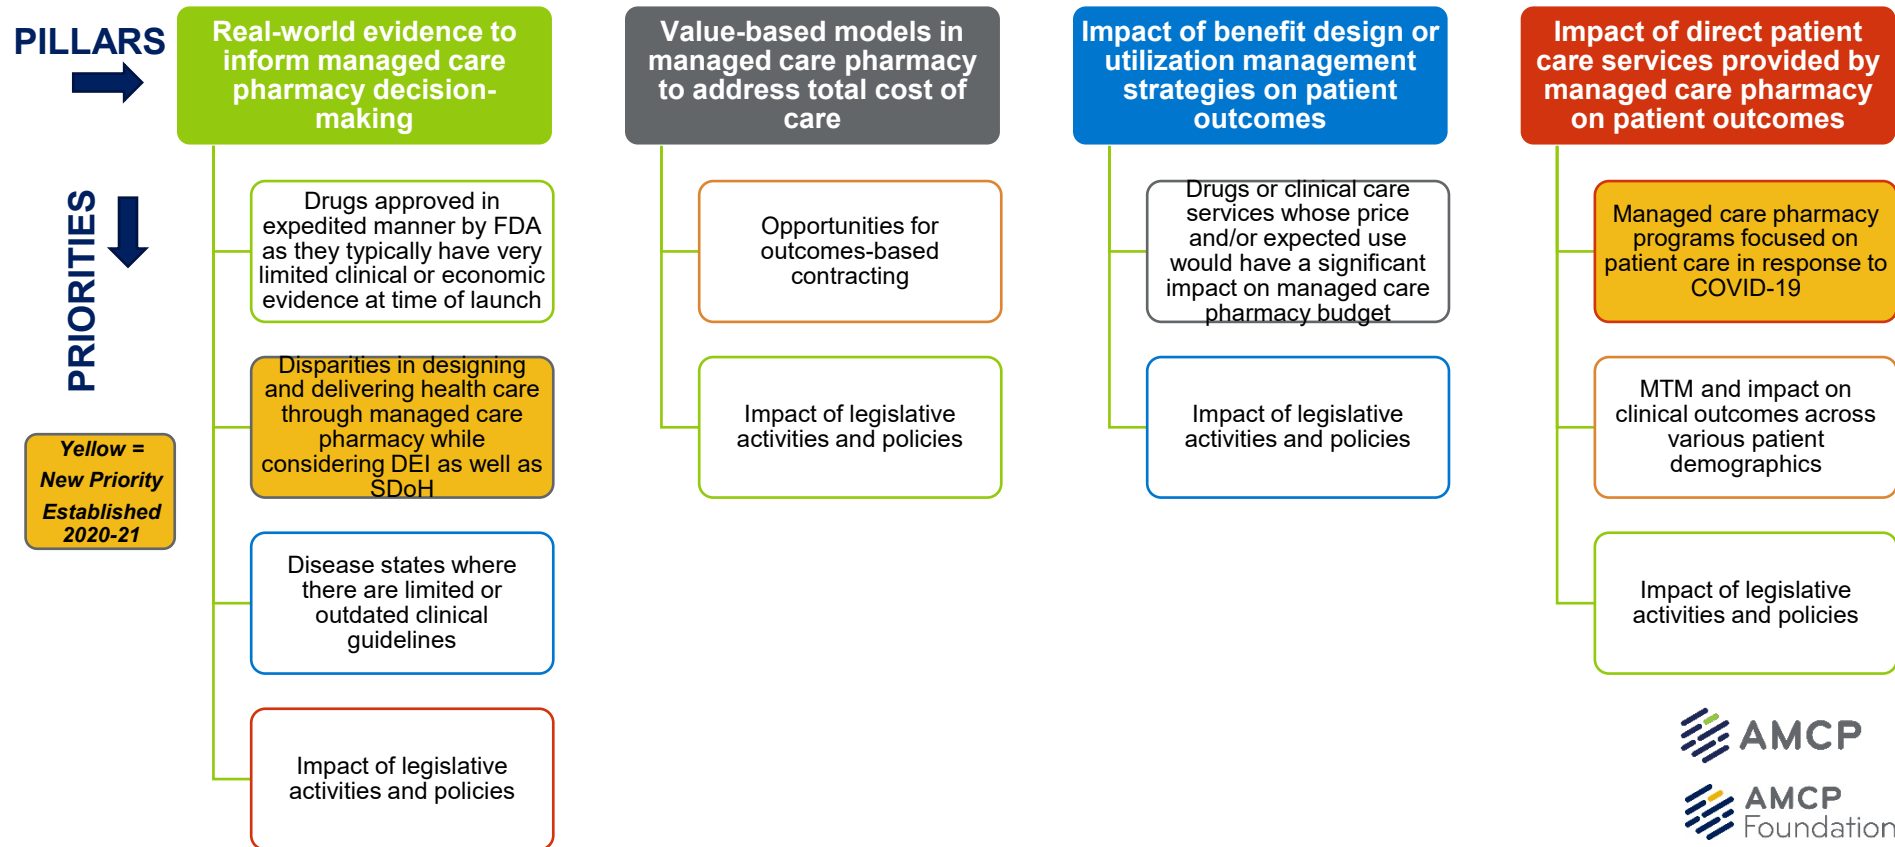 PILLARS
Real-world evidence to
inform managed care
pharmacy decision-
making
Value-based models in
managed care pharmacy
to address total cost of
care
Impact of benefit design or
utilization management
strategies on patient
outcomes
Impact of direct patient
care services provided by
managed care pharmacy
on patient outcomes
PRIORITIES
Drugs approved in
expedited manner by FDA
as they typically have very
limited clinical or economic
evidence at time of launch
Opportunities for
outcomes-based
contracting
Drugs or clinical care
services whose price
and/or expected use
would have a significant
impact on managed care
pharmacy budget
Managed care pharmacy
programs focused on
patient care in response to
COVID-19
Disparities in designing
and delivering health care
through managed care
pharmacy while
considering DEI as well as
SDoH
Impact of legislative
activities and policies
Impact of legislative
activities and policies
MTM and impact on
clinical outcomes across
various patient
demographics
Yellow =
New Priority
Established
2020-21
Disease states where
there are limited or
outdated clinical
guidelines
Impact of legislative
activities and policies
Impact of legislative
activities and policies
AMCP
AMCP
Foundation